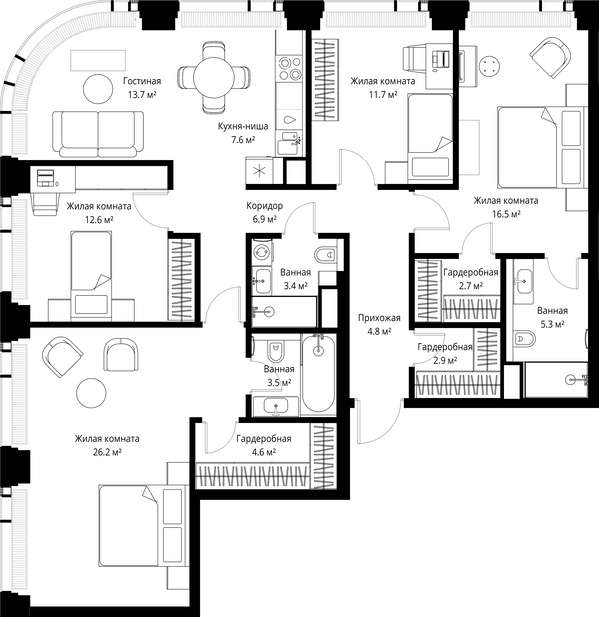 Гостиная
13.7 м²
Кухня-ниша
7.6 м²
Жилая комната
11.7 м²
Жилая комната
16.5 м²
Жилая комната
12.6 м²
Коридор
6.9 м²
Ванная
3.4 м²
Гардеробная
2.7 м²
Ванная
5.3 м²
Прихожая
4.8 м²
Гардеробная
2.9 м²
Ванная
3.5 м²
Жилая комната
26.2 м²
Гардеробная
4.6 м²